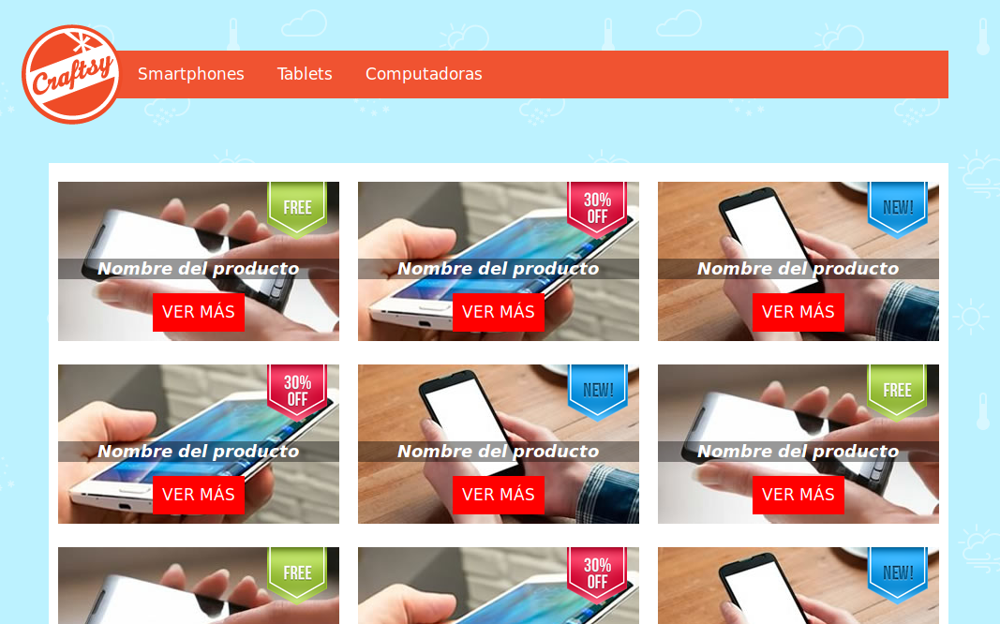 Craftsy
Smartphones Tablets Computadoras
FREE
Nombre del producto
VER MÁS
30%
OFF
Nombre del producto
VER MÁS
NEW!
Nombre del producto
VER MÁS
30%
OFF
Nombre del producto
VER MÁS
NEW!
Nombre del producto
VER MÁS
FREE
Nombre del producto
VER MÁS
FREE
30%
OFF
NEW!